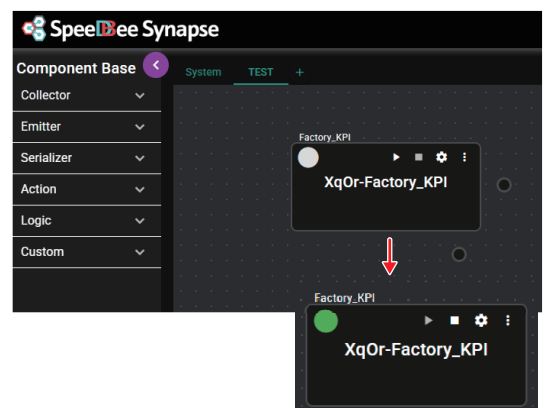 SpeeDBee Synapse
Component Base
System
TEST
+
Collector
Emitter
Serializer
Action
Logic
Custom
Factory_KPI
XqOr-Factory_KPI
Factory_KPI
XqOr-Factory_KPI